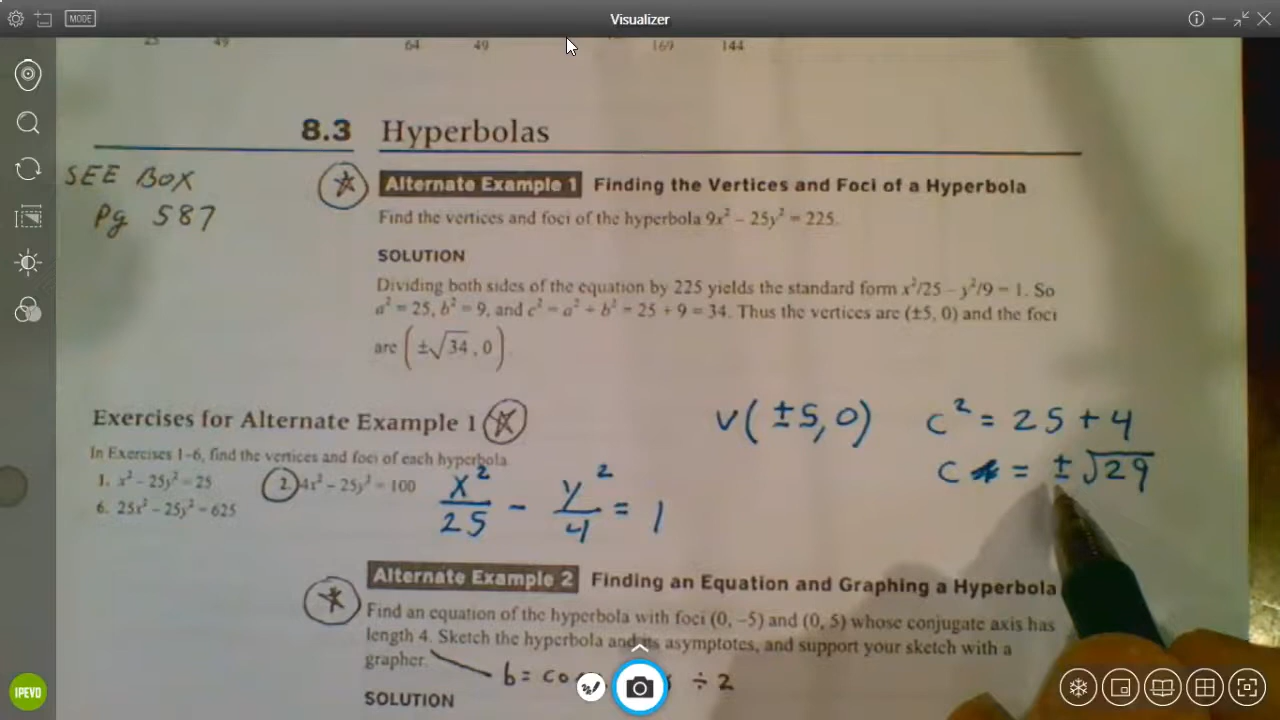 MODE
Visualizer
64 49 169 144
8.3 Hyperbolas
SEE BOX
Pg 587
Alternate Example 1 Finding the Vertices and Foci of a Hyperbola
Find the vertices and foci of the hyperbola 9x² − 25y² = 225.
SOLUTION
Dividing both sides of the equation by 225 yields the standard form x²/25 − y²/9 = 1. So
a² = 25, b² = 9, and c² = a² + b² = 25 + 9 = 34. Thus the vertices are (±5, 0) and the foci
are (±√34, 0)
Exercises for Alternate Example 1
V(±5, 0) c² = 25 + 4
c = ±√29
In Exercises 1–6, find the vertices and foci of each hyperbola
1. x² − 25y² = 25 2. 4x² − 25y² = 100
6. 25x² − 25y² = 625
x²/25 − y²/4 = 1
Alternate Example 2 Finding an Equation and Graphing a Hyperbola
Find an equation of the hyperbola with foci (0, −5) and (0, 5) whose conjugate axis has
length 4. Sketch the hyperbola and its asymptotes, and support your sketch with a
grapher.
b = ÷ 2
SOLUTION
IPEVO